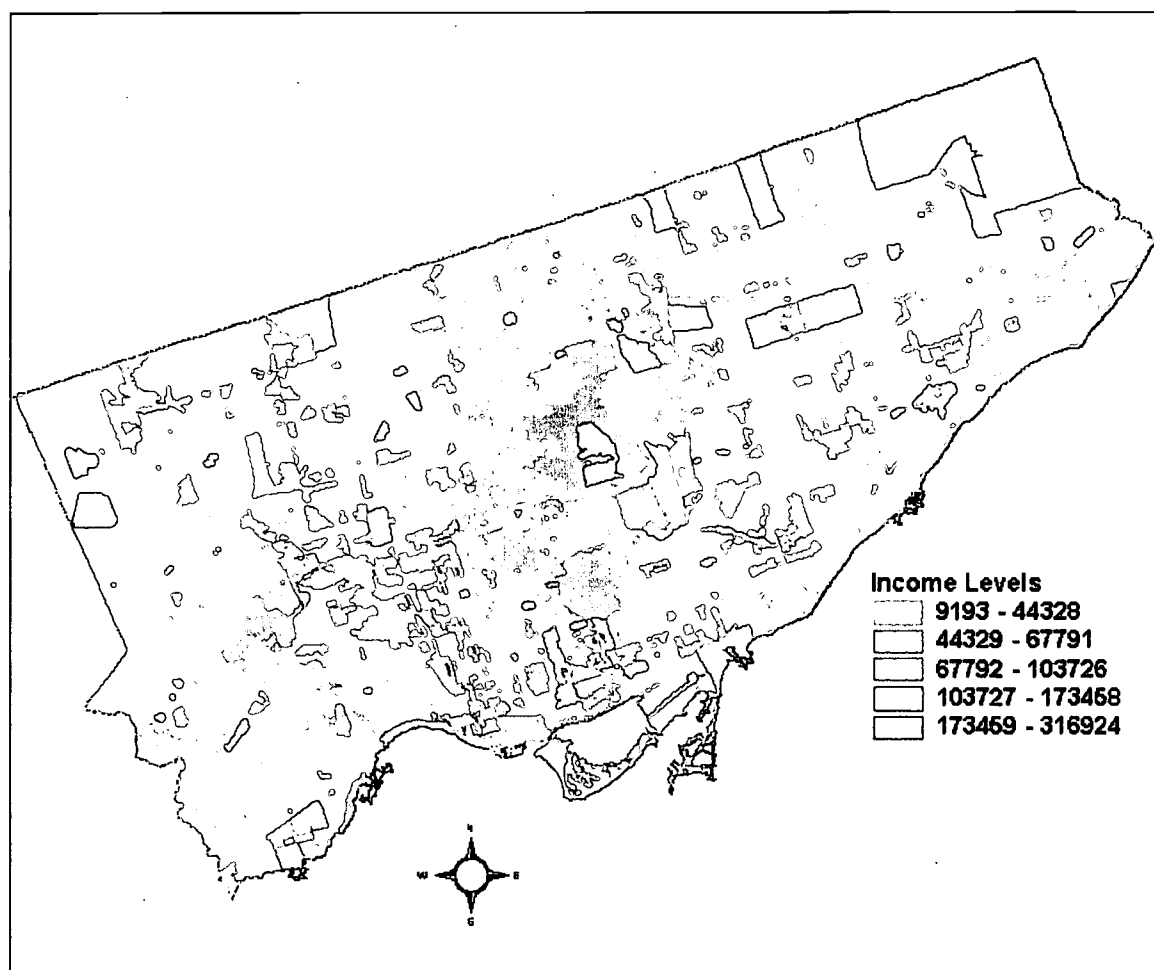 Income Levels
9193 - 44328
44329 - 67791
67792 - 103726
103727 - 173458
173459 - 316924
N
W E
S